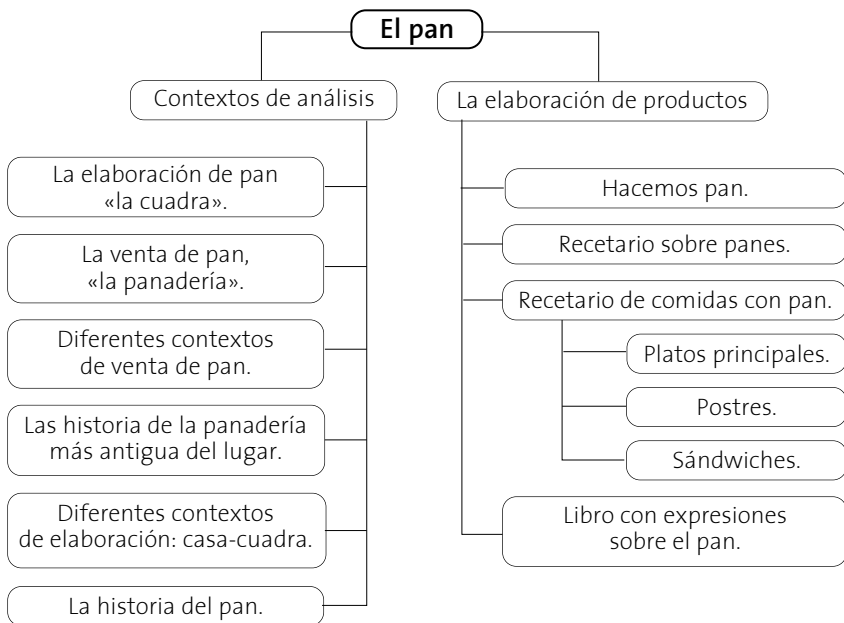 El pan
Contextos de análisis
La elaboración de pan
«la cuadra».
La venta de pan,
«la panadería».
Diferentes contextos
de venta de pan.
Las historia de la panadería
más antigua del lugar.
Diferentes contextos
de elaboración: casa-cuadra.
La historia del pan.
La elaboración de productos
Hacemos pan.
Recetario sobre panes.
Recetario de comidas con pan.
Platos principales.
Postres.
Sándwiches.
Libro con expresiones
sobre el pan.